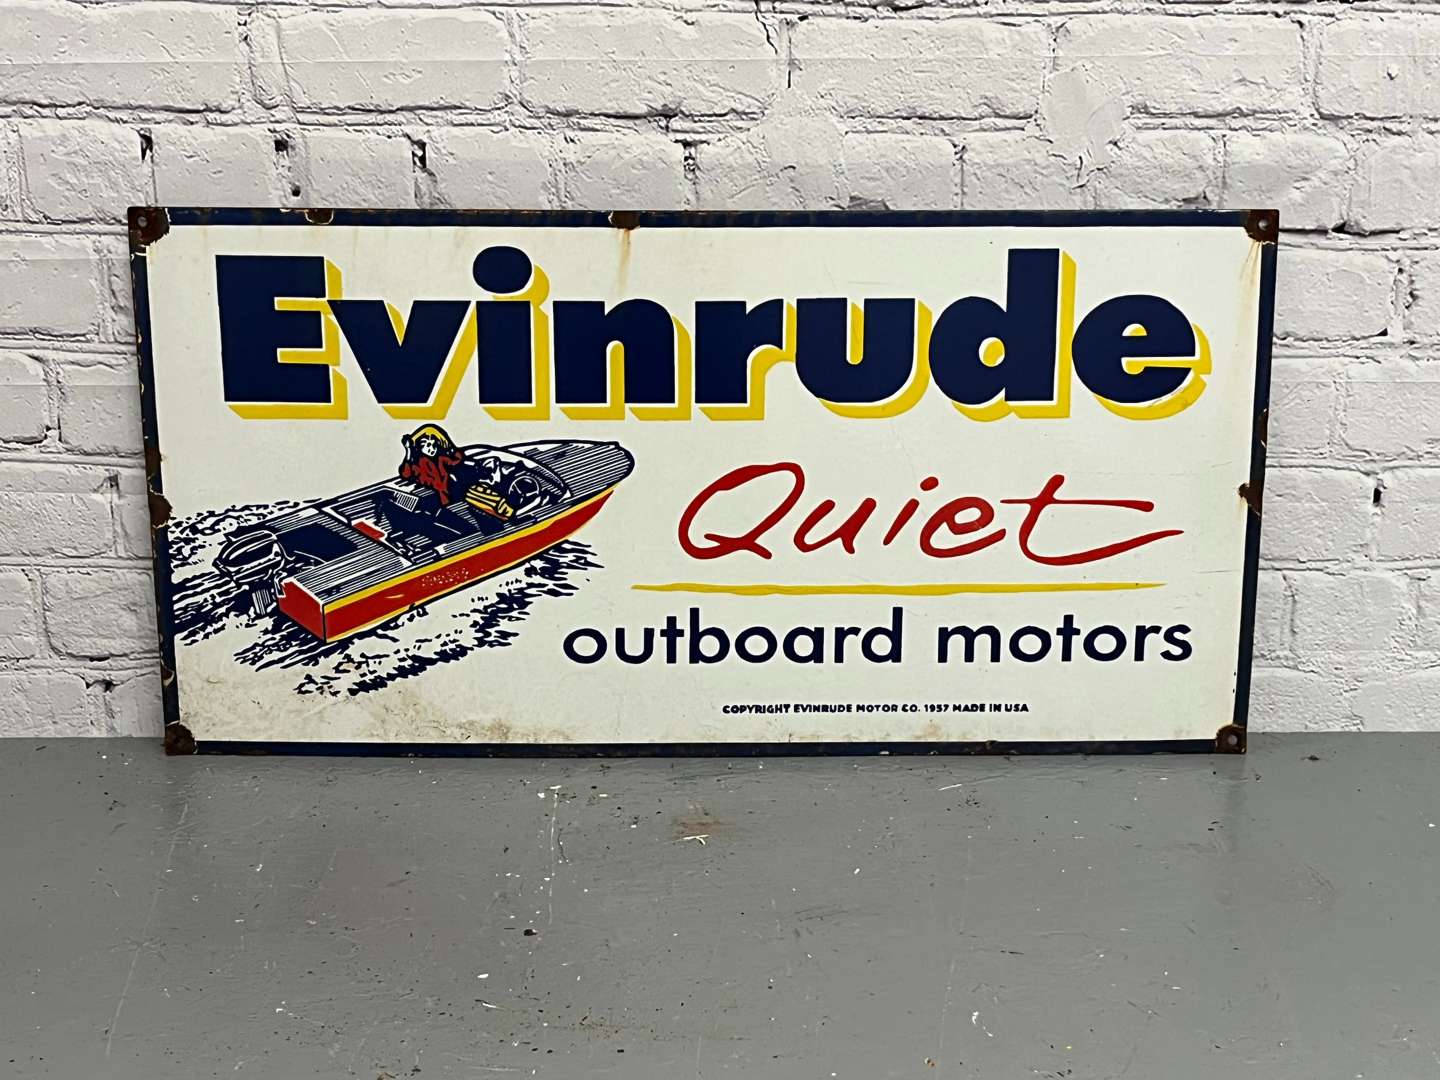 Evinrude
Quiet
outboard motors
COPYRIGHT EVINRUDE MOTOR CO. 1957 MADE IN USA